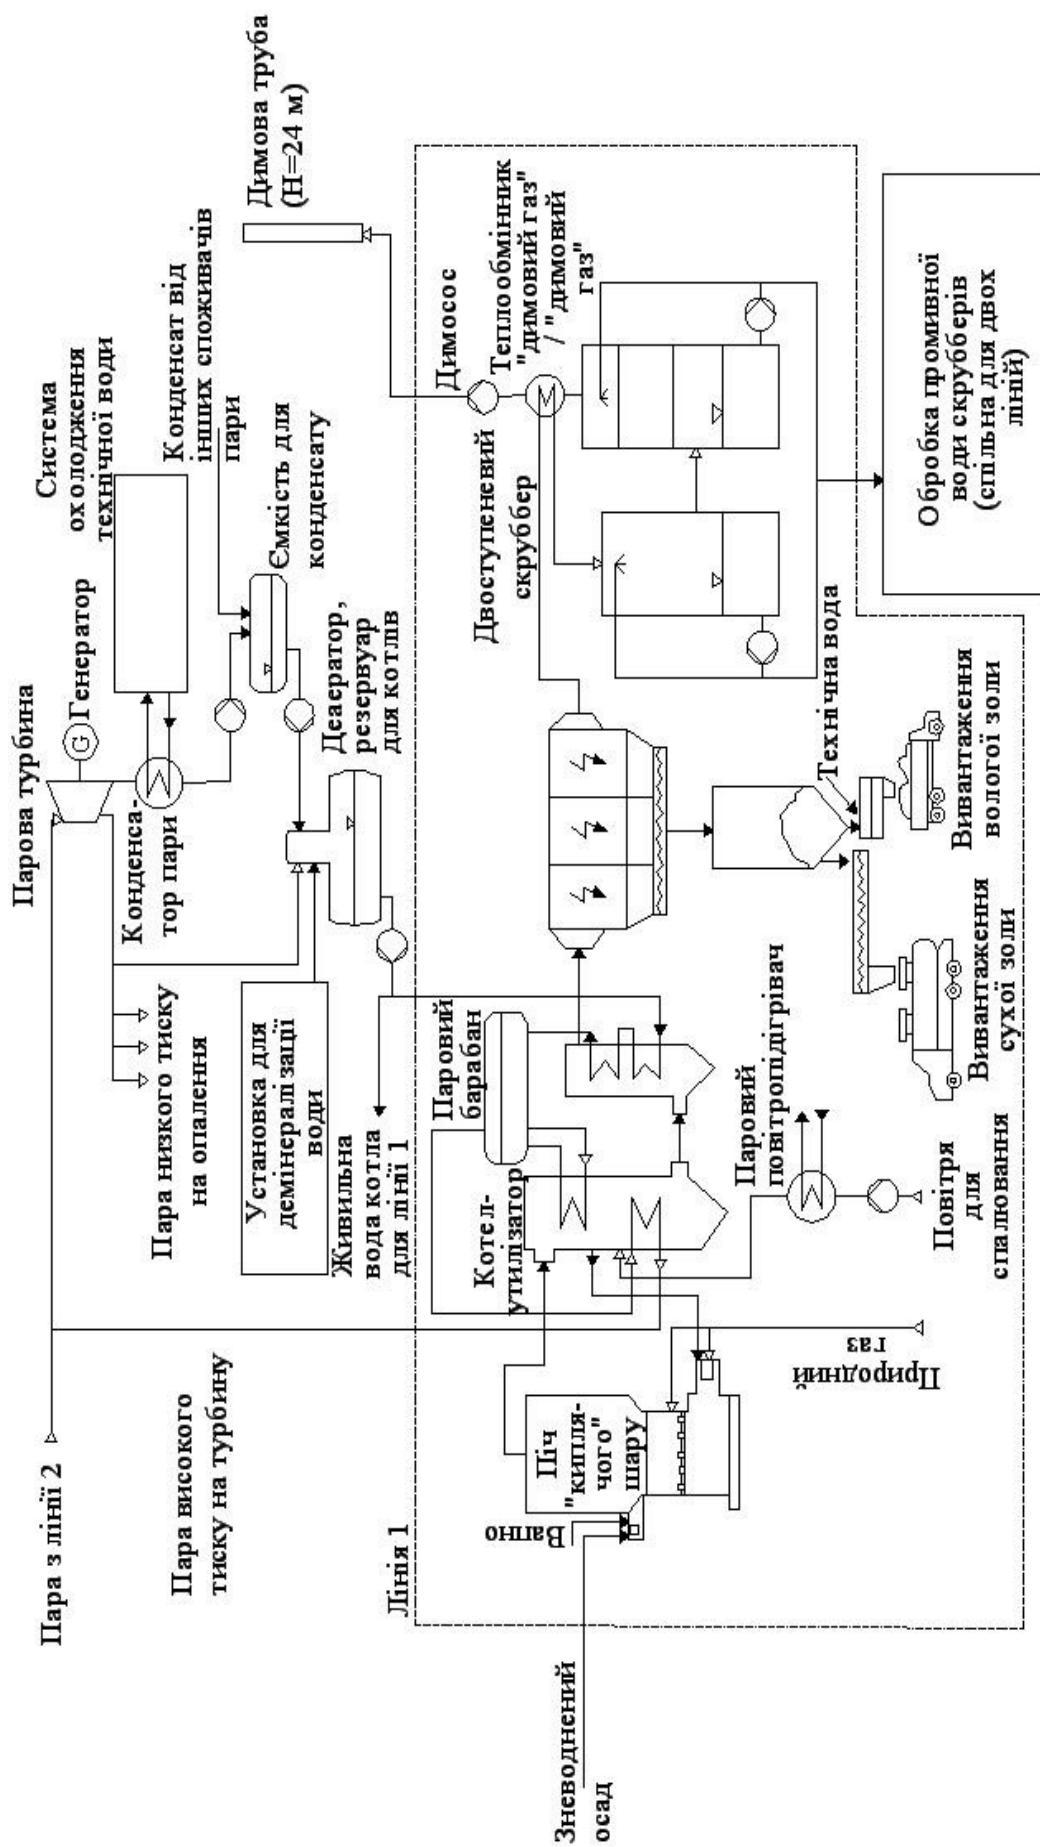 Парова турбина
Генератор
G
Система
охолодження
технічної води
Конденсат від
інших споживачів
пари
Димова труба
(H=24 м)
Пара з лінії 2
Пара високого
тиску на турбину
Пара низкого тиску
на опалення
Конденса-
тор пари
Ємкість для
конденсату
Деаератор,
резервуар
для котлів
Установка для
демінералізації
води
Живильна
вода котла
для лінії 1
Лінія 1
Димосос
Теплообмінник
"димовий газ"
/ "димовий
газ"
Паровий
барабан
Котел-
утилізатор
Двоступеневий
скруббер
Зневоднений
осад
Вапно
Піч
"кипля-
чого"
шару
Природний
газ
Паровий
повітропідігрівач
Повітря
для
спалювання
Технічна вода
Вивантаження
сухої золи
Вивантаження
вологої золи
Обробка промивної
води скрубберів
(спільна для двох
ліній)